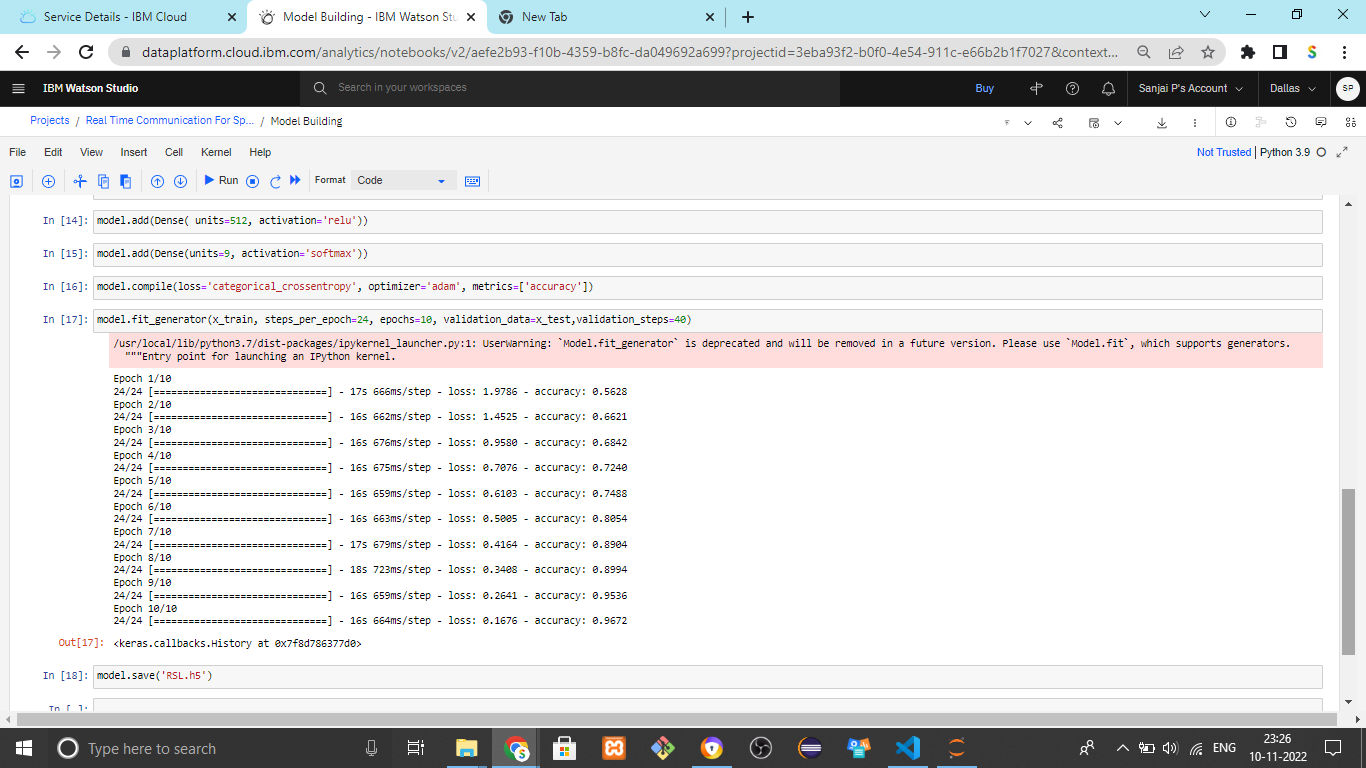 Service Details - IBM Cloud
Model Building - IBM Watson Stu
New Tab
dataplatform.cloud.ibm.com/analytics/notebooks/v2/aefe2b93-f10b-4359-b8fc-da049692a699?projectid=3eba93f2-b0f0-4e54-911c-e66b2b1f7027&context...
IBM Watson Studio
Search in your workspaces
Buy
Sanjai P's Account
Dallas
SP
Projects / Real Time Communication For Sp... / Model Building
File Edit View Insert Cell Kernel Help
Not Trusted | Python 3.9
Run
Format
Code
In [14]: model.add(Dense( units=512, activation='relu'))
In [15]: model.add(Dense(units=9, activation='softmax'))
In [16]: model.compile(loss='categorical_crossentropy', optimizer='adam', metrics=['accuracy'])
In [17]: model.fit_generator(x_train, steps_per_epoch=24, epochs=10, validation_data=x_test,validation_steps=40)
/usr/local/lib/python3.7/dist-packages/ipykernel_launcher.py:1: UserWarning: `Model.fit_generator` is deprecated and will be removed in a future version. Please use `Model.fit`, which supports generators.
"""Entry point for launching an IPython kernel.
Epoch 1/10
24/24 [==============================] - 17s 666ms/step - loss: 1.9786 - accuracy: 0.5628
Epoch 2/10
24/24 [==============================] - 16s 662ms/step - loss: 1.4525 - accuracy: 0.6621
Epoch 3/10
24/24 [==============================] - 16s 676ms/step - loss: 0.9580 - accuracy: 0.6842
Epoch 4/10
24/24 [==============================] - 16s 675ms/step - loss: 0.7076 - accuracy: 0.7240
Epoch 5/10
24/24 [==============================] - 16s 659ms/step - loss: 0.6103 - accuracy: 0.7488
Epoch 6/10
24/24 [==============================] - 16s 663ms/step - loss: 0.5005 - accuracy: 0.8054
Epoch 7/10
24/24 [==============================] - 17s 679ms/step - loss: 0.4164 - accuracy: 0.8904
Epoch 8/10
24/24 [==============================] - 18s 723ms/step - loss: 0.3408 - accuracy: 0.8994
Epoch 9/10
24/24 [==============================] - 16s 659ms/step - loss: 0.2641 - accuracy: 0.9536
Epoch 10/10
24/24 [==============================] - 16s 664ms/step - loss: 0.1676 - accuracy: 0.9672
Out[17]: <keras.callbacks.History at 0x7f8d786377d0>
In [18]: model.save('RSL.h5')
In [ ]:
Type here to search
ENG
23:26
10-11-2022